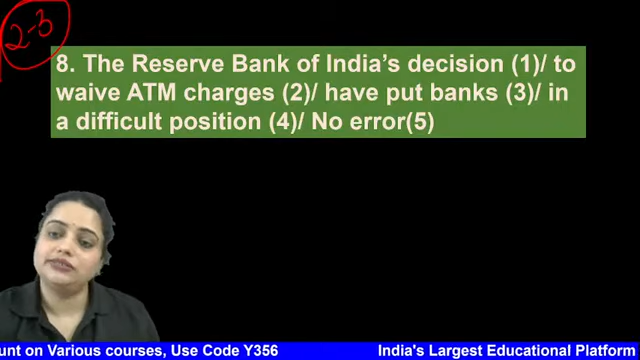 2-3
8. The Reserve Bank of India's decision (1)/ to
waive ATM charges (2)/ have put banks (3)/ in
a difficult position (4)/ No error(5)
unt on Various courses, Use Code Y356 India's Largest Educational Platform